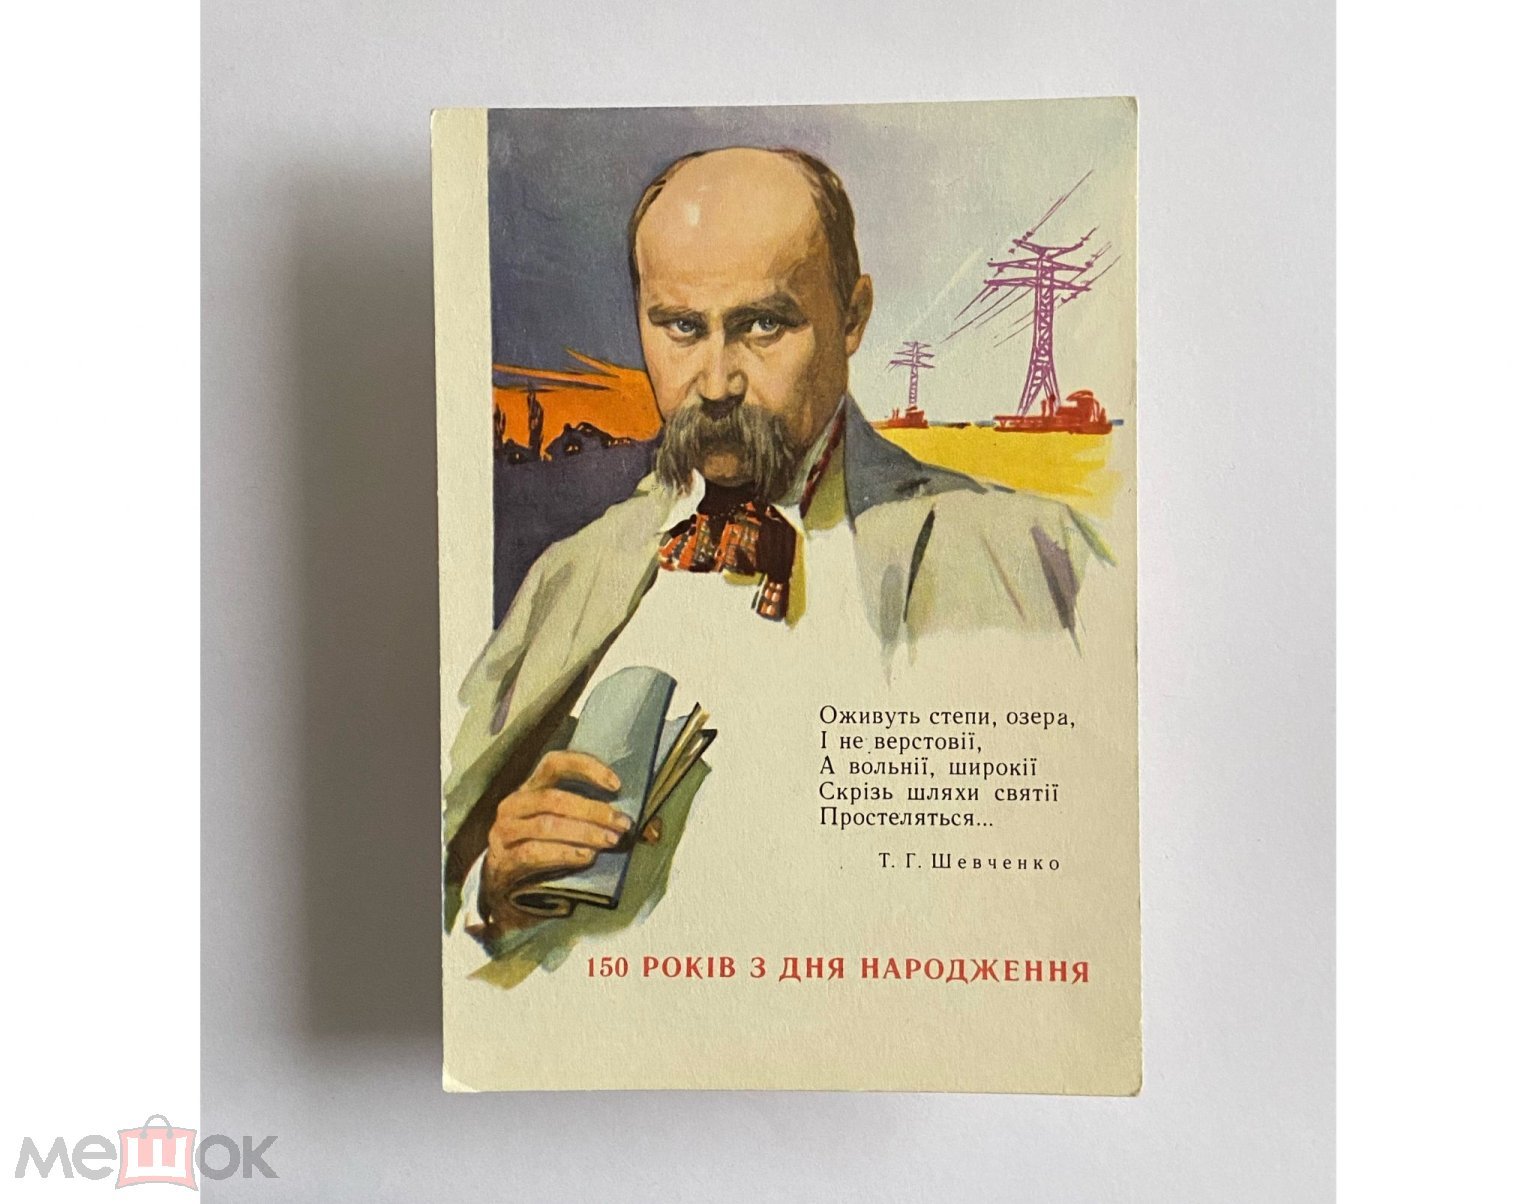 Оживуть степи, озера,
І не верстовії,
А вольнії, широкії
Скрізь шляхи святії
Простеляться...
Т. Г. Шевченко
150 РОКІВ З ДНЯ НАРОДЖЕННЯ
мешок